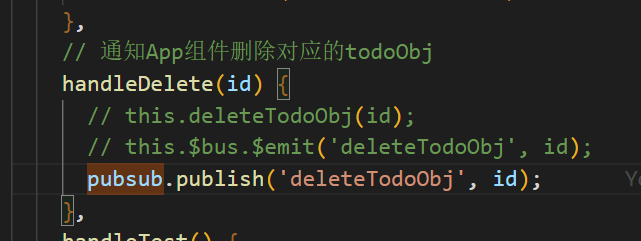 },
// 通知App组件删除对应的todoObj
handleDelete(id) {
// this.deleteTodoObj(id);
// this.$bus.$emit('deleteTodoObj', id);
pubsub.publish('deleteTodoObj', id);
},